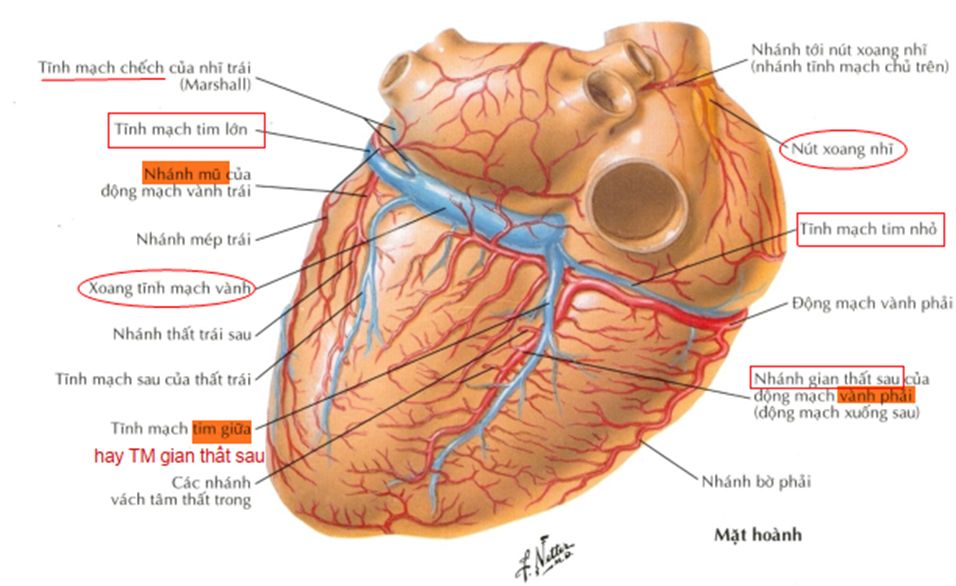 Tĩnh mạch chếch của nhĩ trái
(Marshall)
Tĩnh mạch tim lớn
Nhánh mũ của
động mạch vành trái
Nhánh mép trái
Xoang tĩnh mạch vành
Nhánh thất trái sau
Tĩnh mạch sau của thất trái
Tĩnh mạch tim giữa
hay TM gian thất sau
Các nhánh
vách tâm thất trong
Nhánh tới nút xoang nhĩ
(nhánh tĩnh mạch chủ trên)
Nút xoang nhĩ
Tĩnh mạch tim nhỏ
Động mạch vành phải
Nhánh gian thất sau của
động mạch vành phải
(động mạch xuống sau)
Nhánh bờ phải
Mặt hoành
F. Netter
M.D.